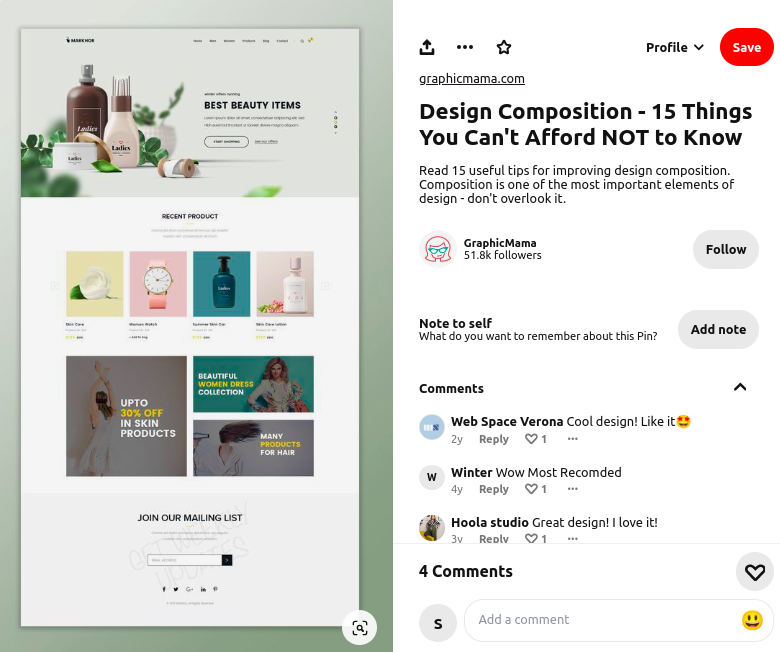 MARKHOR
Home Men Women Products Blog Contact
winter offers running
BEST BEAUTY ITEMS
START SHOPPING
Ladies
Ladies
RECENT PRODUCT
Skin Care
Women Watch
Summer Skin Car
Skin Care Lotion
UPTO
30% OFF
IN SKIN
PRODUCTS
BEAUTIFUL
WOMEN DRESS
COLLECTION
MANY
PRODUCTS
FOR HAIR
JOIN OUR MAILING LIST
GET WEEKLY
UPDATES
Profile
Save
graphicmama.com
Design Composition - 15 Things
You Can't Afford NOT to Know
Read 15 useful tips for improving design composition.
Composition is one of the most important elements of
design - don't overlook it.
GraphicMama
51.8k followers
Follow
Note to self
What do you want to remember about this Pin?
Add note
Comments
Web Space Verona Cool design! Like it🤩
2y Reply 1
W
Winter Wow Most Recomded
4y Reply 1
Hoola studio Great design! I love it!
3y Reply 1
4 Comments
S
Add a comment